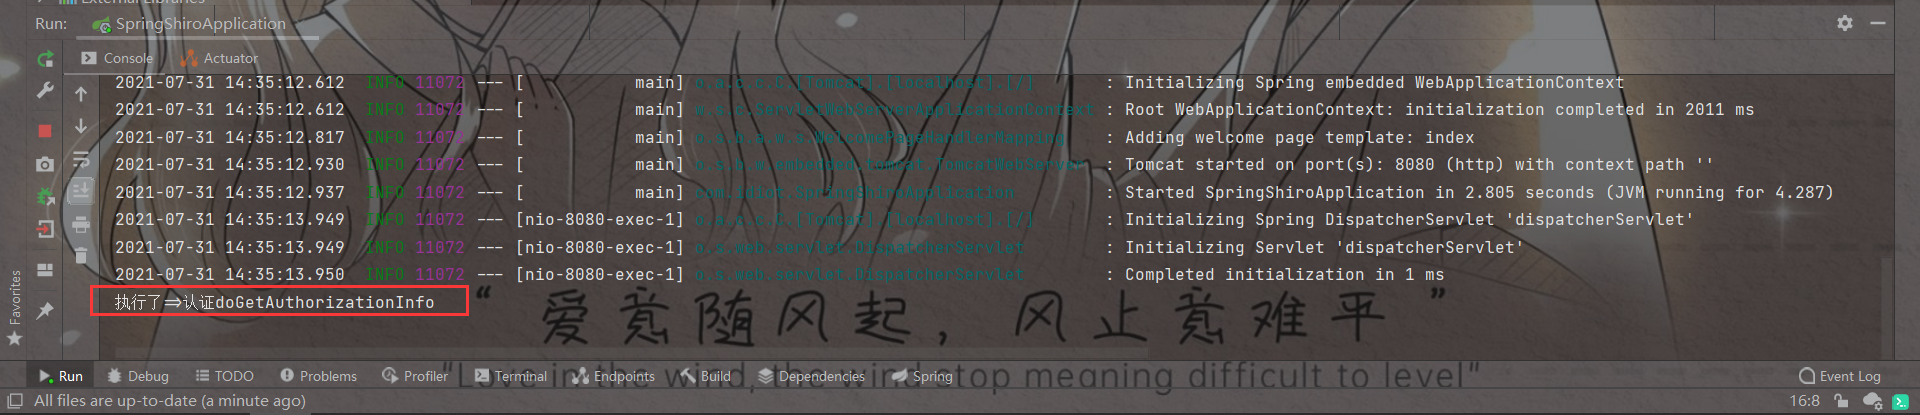 External Libraries
Run: SpringShiroApplication
Console Actuator
2021-07-31 14:35:12.612 INFO 11072 --- [ main] o.a.c.c.C.[Tomcat].[localhost].[/] : Initializing Spring embedded WebApplicationContext
2021-07-31 14:35:12.612 INFO 11072 --- [ main] w.s.c.ServletWebServerApplicationContext : Root WebApplicationContext: initialization completed in 2011 ms
2021-07-31 14:35:12.817 INFO 11072 --- [ main] o.s.b.a.w.s.WelcomePageHandlerMapping : Adding welcome page template: index
2021-07-31 14:35:12.930 INFO 11072 --- [ main] o.s.b.w.embedded.tomcat.TomcatWebServer : Tomcat started on port(s): 8080 (http) with context path ''
2021-07-31 14:35:12.937 INFO 11072 --- [ main] : Started SpringShiroApplication in 2.805 seconds (JVM running for 4.287)
2021-07-31 14:35:13.949 INFO 11072 --- [nio-8080-exec-1] o.a.c.c.C.[Tomcat].[localhost].[/] : Initializing Spring DispatcherServlet 'dispatcherServlet'
2021-07-31 14:35:13.949 INFO 11072 --- [nio-8080-exec-1] o.s.web.servlet.DispatcherServlet : Initializing Servlet 'dispatcherServlet'
2021-07-31 14:35:13.950 INFO 11072 --- [nio-8080-exec-1] o.s.web.servlet.DispatcherServlet : Completed initialization in 1 ms
执行了=>认证doGetAuthorizationInfo
“爱意随风起，风止意难平”
"Love in the wind, the wind stop meaning difficult to level"
Favorites
Run Debug TODO Problems Profiler Terminal Endpoints Build Dependencies Spring Event Log
All files are up-to-date (a minute ago) 16:8